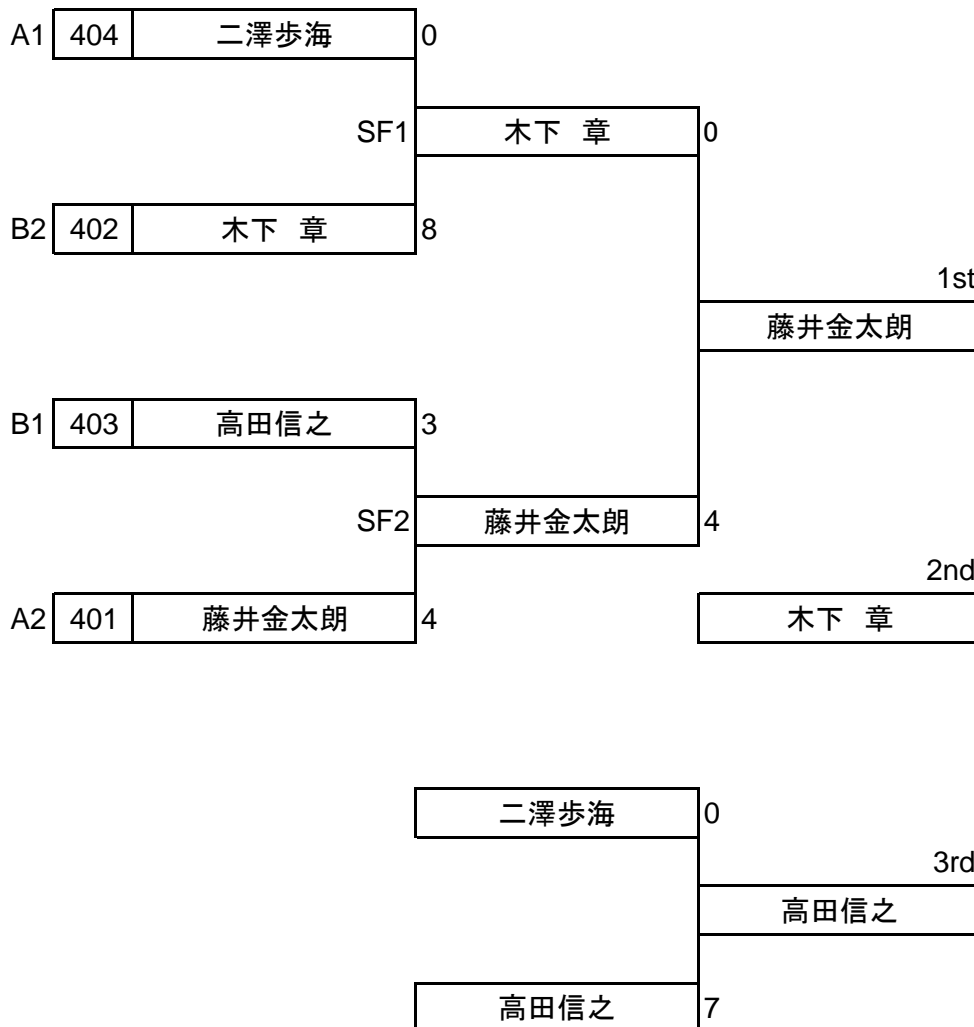 A1 404 二澤歩海 0
SF1 木下　章 0
B2 402 木下　章 8
1st
藤井金太朗
B1 403 高田信之 3
SF2 藤井金太朗 4
2nd
A2 401 藤井金太朗 4 木下　章
二澤歩海 0
3rd
高田信之
高田信之 7